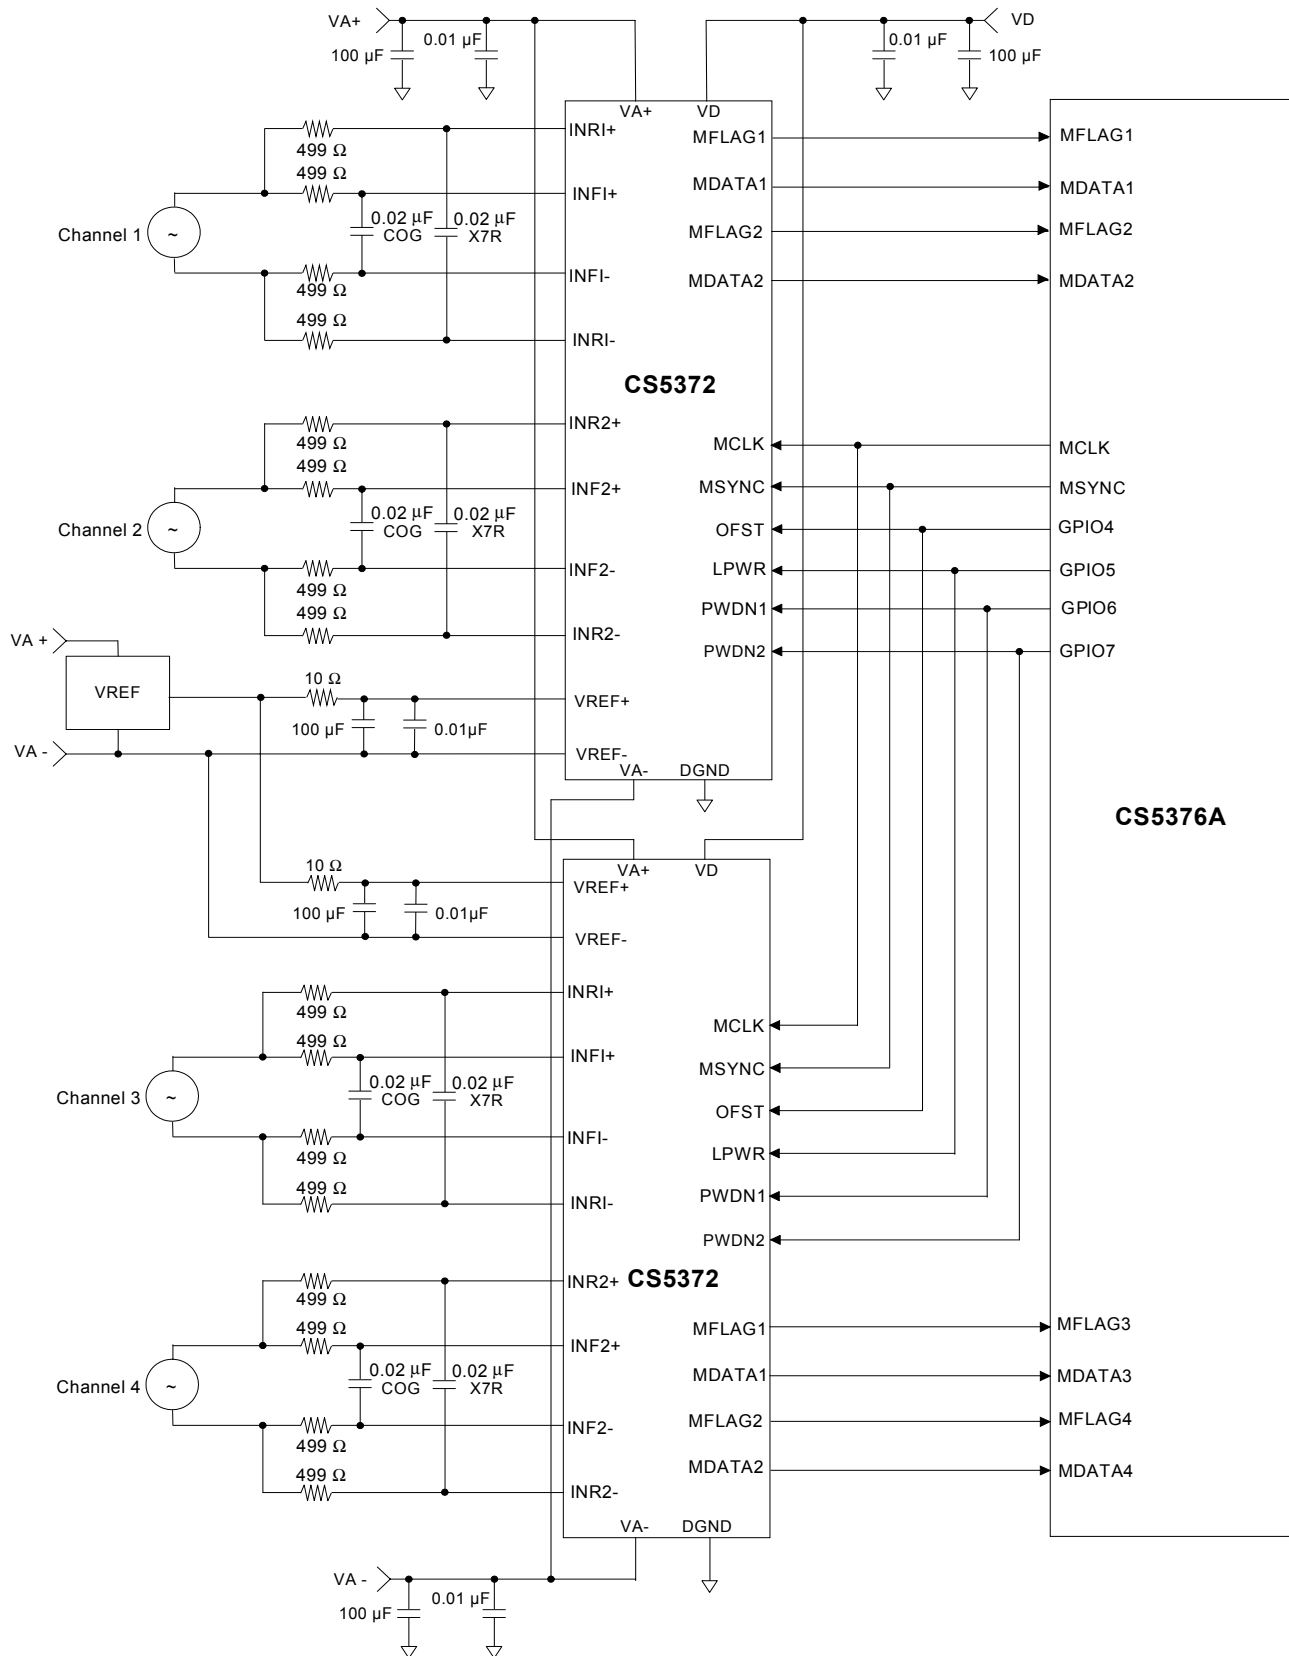 VA+
100 µF
0.01 µF
VD
0.01 µF
100 µF
VA+
VD
INRI+
499 Ω
499 Ω
INFI+
0.02 µF
COG
0.02 µF
X7R
Channel 1
~
INFI-
499 Ω
499 Ω
INRI-
CS5372
INR2+
499 Ω
499 Ω
INF2+
0.02 µF
COG
0.02 µF
X7R
Channel 2
~
INF2-
499 Ω
499 Ω
INR2-
VA +
VREF
VA -
10 Ω
VREF+
100 µF
0.01µF
VREF-
VA-
DGND
MFLAG1
MDATA1
MFLAG2
MDATA2
MCLK
MSYNC
OFST
LPWR
PWDN1
PWDN2
MFLAG1
MDATA1
MFLAG2
MDATA2
MCLK
MSYNC
GPIO4
GPIO5
GPIO6
GPIO7
CS5376A
VA+
VD
10 Ω
VREF+
100 µF
0.01µF
VREF-
INRI+
499 Ω
499 Ω
INFI+
0.02 µF
COG
0.02 µF
X7R
Channel 3
~
INFI-
499 Ω
499 Ω
INRI-
MCLK
MSYNC
OFST
LPWR
PWDN1
PWDN2
CS5372
INR2+
499 Ω
499 Ω
INF2+
0.02 µF
COG
0.02 µF
X7R
Channel 4
~
INF2-
499 Ω
499 Ω
INR2-
MFLAG1
MDATA1
MFLAG2
MDATA2
MFLAG3
MDATA3
MFLAG4
MDATA4
VA-
DGND
VA -
100 µF
0.01 µF